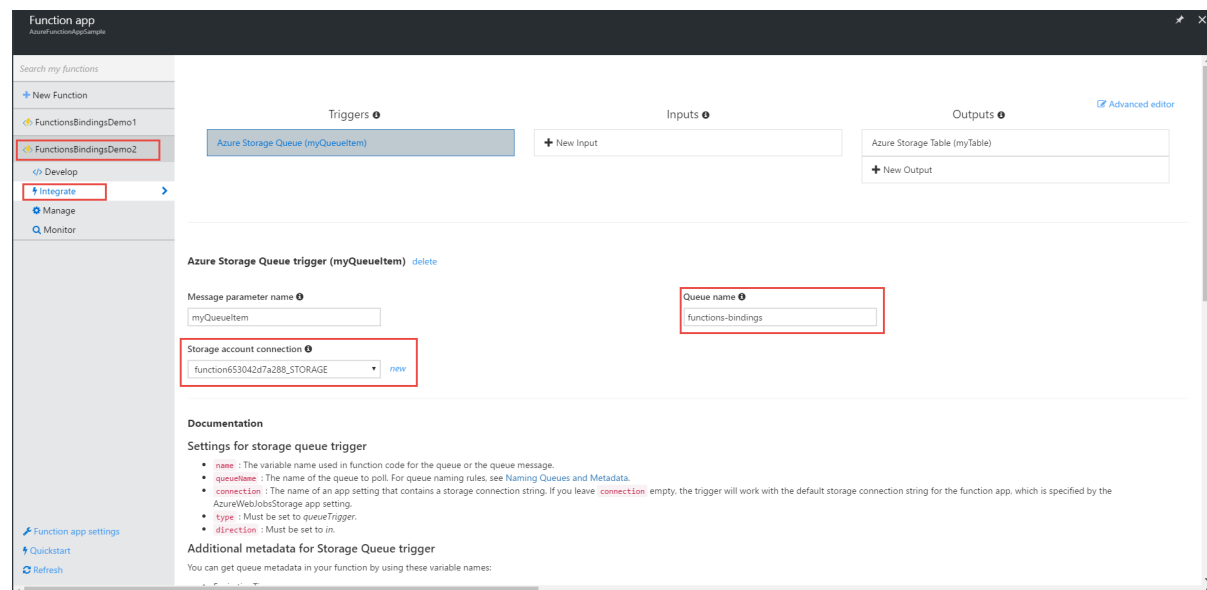 Function app
AzureFunctionAppSample
Search my functions
New Function
FunctionsBindingsDemo1
FunctionsBindingsDemo2
</> Develop
Integrate
Manage
Monitor
Function app settings
Quickstart
Refresh
Advanced editor
Triggers
Inputs
Outputs
Azure Storage Queue (myQueueItem)
New Input
Azure Storage Table (myTable)
New Output
Azure Storage Queue trigger (myQueueItem) delete
Message parameter name
myQueueItem
Queue name
functions-bindings
Storage account connection
function653042d7a288_STORAGE
new
Documentation
Settings for storage queue trigger
• name : The variable name used in function code for the queue or the queue message.
• queueName : The name of the queue to poll. For queue naming rules, see Naming Queues and Metadata.
• connection : The name of an app setting that contains a storage connection string. If you leave connection empty, the trigger will work with the default storage connection string for the function app, which is specified by the
AzureWebJobsStorage app setting.
• type : Must be set to queueTrigger.
• direction : Must be set to in.
Additional metadata for Storage Queue trigger
You can get queue metadata in your function by using these variable names: